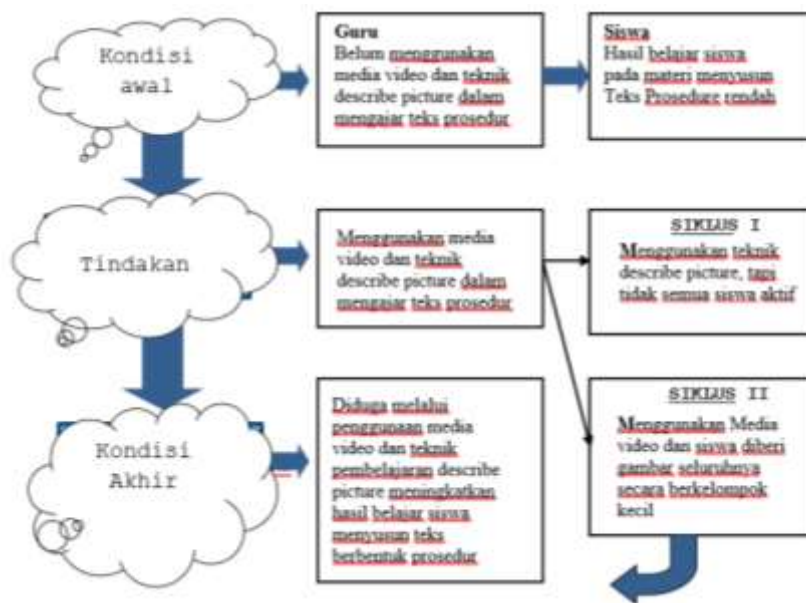 Kondisi
awal
Guru
Belum menggunakan
media video dan teknik
describe picture dalam
mengajar teks prosedur
Siswa
Hasil belajar siswa
pada materi menyusun
Teks Prosedure rendah
Tindakan
Menggunakan media
video dan teknik
describe picture dalam
mengajar teks prosedur
SIKLUS I
Menggunakan teknik
describe picture, tapi
tidak semua siswa aktif
Kondisi
Akhir
Diduga melalui
penggunaan media
video dan teknik
pembelajaran describe
picture meningkatkan
hasil belajar siswa
menyusun teks
berbentuk prosedur
SIKLUS II
Menggunakan Media
video dan siswa diberi
gambar seluruhnya
secara berkelompok
kecil